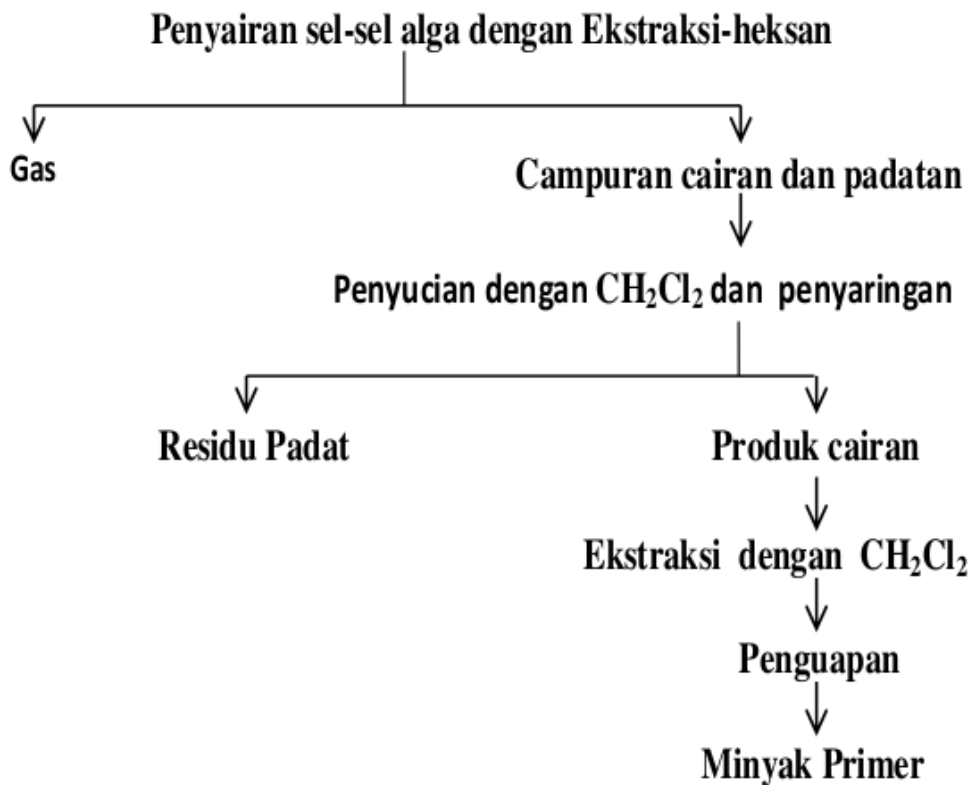 Penyairan sel-sel alga dengan Ekstraksi-heksan
Gas
Campuran cairan dan padatan
Penyucian dengan CH₂Cl₂ dan penyaringan
Residu Padat
Produk cairan
Ekstraksi dengan CH₂Cl₂
Penguapan
Minyak Primer